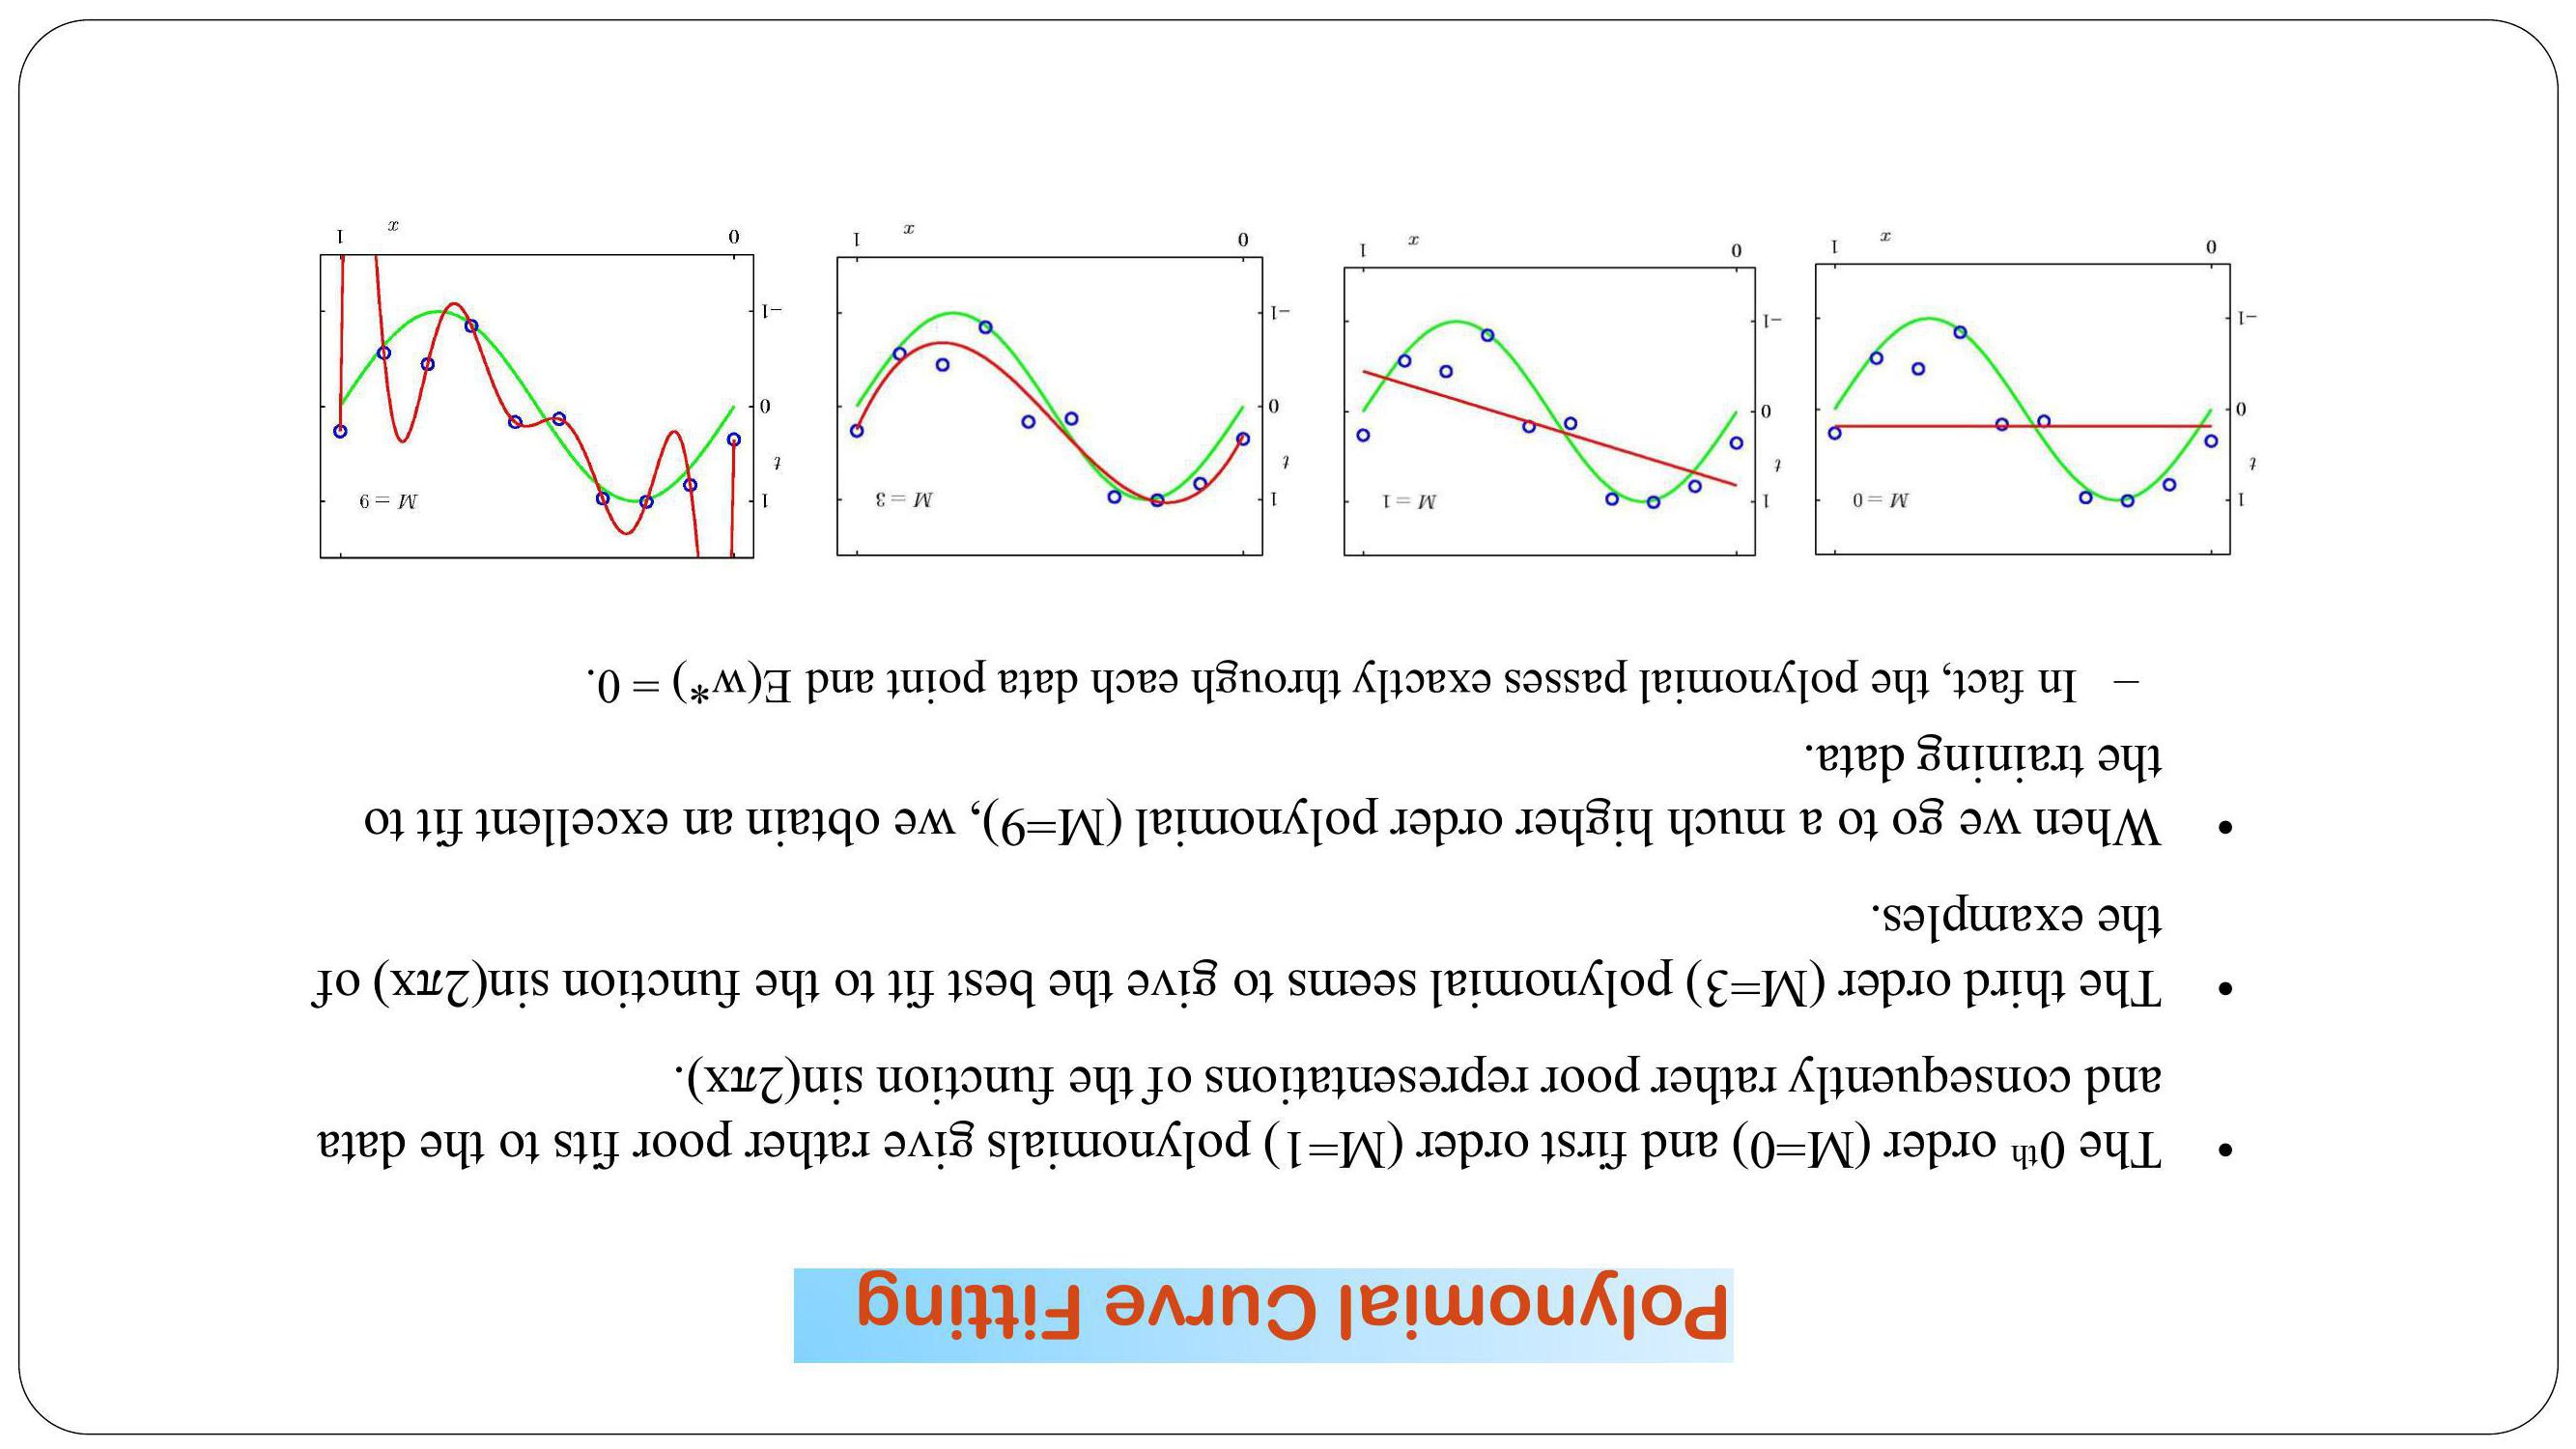 Polynomial Curve Fitting
• The 0th order (M=0) and first order (M=1) polynomials give rather poor fits to the data
and consequently rather poor representations of the function sin(2πx).
• The third order (M=3) polynomial seems to give the best fit to the function sin(2πx) of
the examples.
• When we go to a much higher order polynomial (M=9), we obtain an excellent fit to
the training data.
– In fact, the polynomial passes exactly through each data point and E(w*) = 0.
M = 0
1
t
0
−1
0
x
1
M = 1
1
t
0
−1
0
x
1
M = 3
1
t
0
−1
0
x
1
M = 9
1
t
0
−1
0
x
1